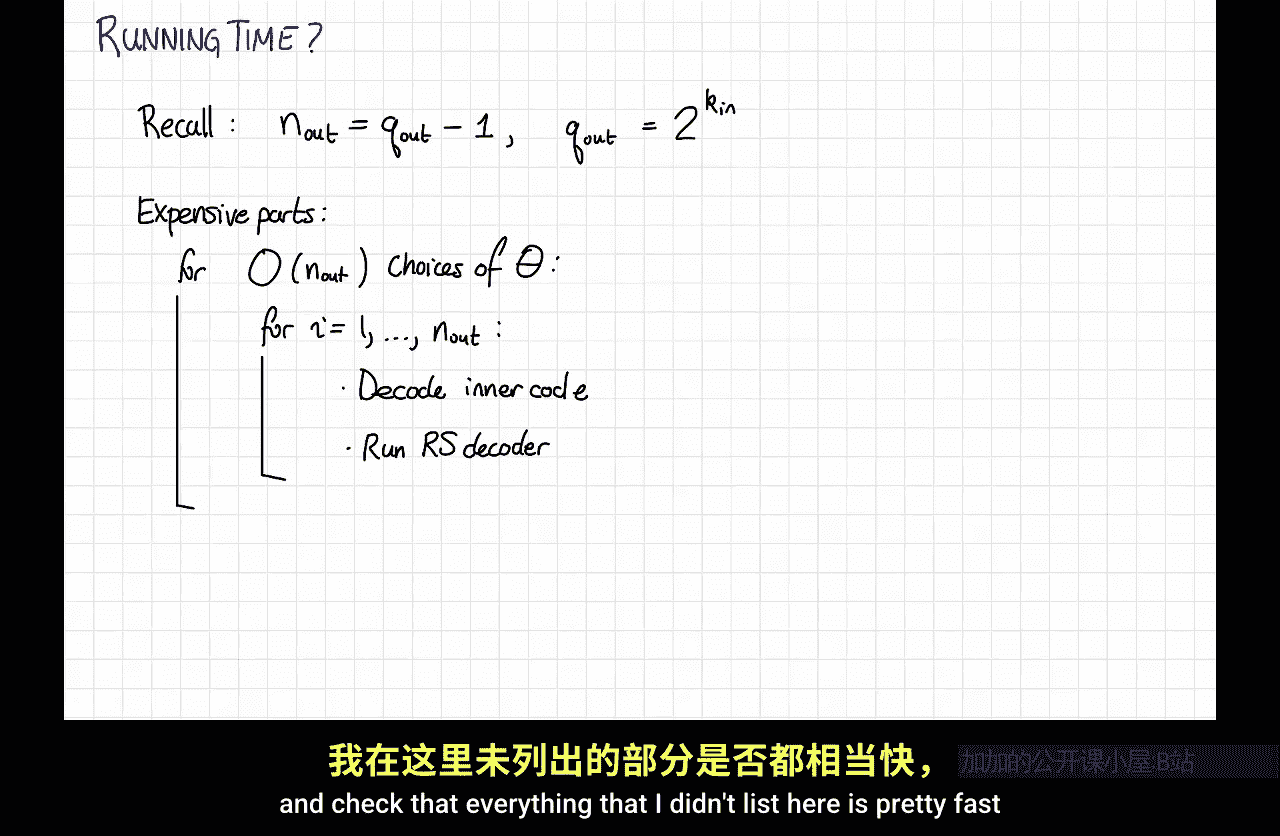 RUNNING TIME?
Recall: n_out = q_out − 1, q_out = 2^{k_in}
Expensive parts:
for O(n_out) choices of θ:
for i = 1, ..., n_out:
· Decode inner code
· Run RS decoder
我在这里未列出的部分是否都相当快，
加加的公开课小屋 B站
and check that everything that I didn't list here is pretty fast